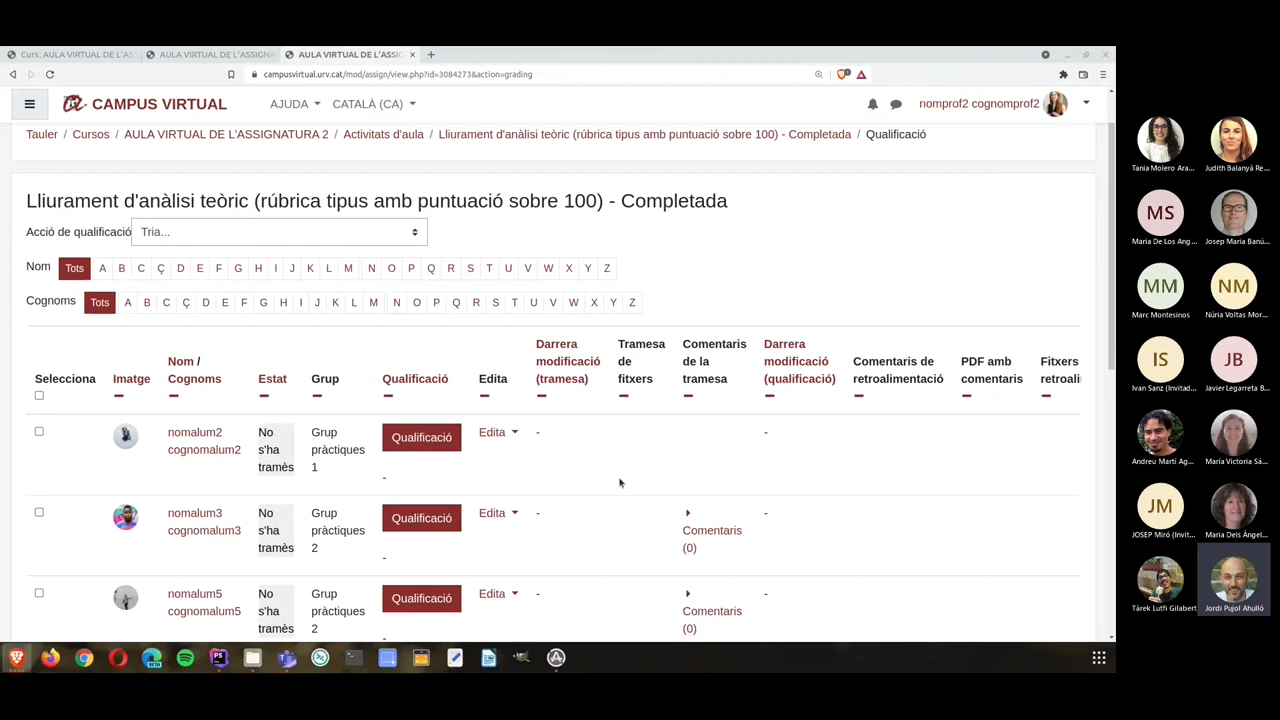 Curs: AULA VIRTUAL DE L'AS
AULA VIRTUAL DE L'ASSIGNA
AULA VIRTUAL DE L'ASSIG
campusvirtual.urv.cat/mod/assign/view.php?id=3084273&action=grading
CAMPUS VIRTUAL
AJUDA
CATALÀ (CA)
nomprof2 cognomprof2
Tauler / Cursos / AULA VIRTUAL DE L'ASSIGNATURA 2 / Activitats d'aula / Lliurament d'anàlisi teòric (rúbrica tipus amb puntuació sobre 100) - Completada / Qualificació
Lliurament d'anàlisi teòric (rúbrica tipus amb puntuació sobre 100) - Completada
Acció de qualificació Tria...
Nom Tots A B C Ç D E F G H I J K L M N O P Q R S T U V W X Y Z
Cognoms Tots A B C Ç D E F G H I J K L M N O P Q R S T U V W X Y Z
Selecciona
Imatge
Nom /
Cognoms
Estat
Grup
Qualificació
Edita
Darrera
modificació
(tramesa)
Tramesa
de
fitxers
Comentaris
de la
tramesa
Darrera
modificació
(qualificació)
Comentaris de
retroalimentació
PDF amb
comentaris
Fitxers
retroali
nomalum2
cognomalum2
No
s'ha
tramès
Grup
pràctiques
1
Qualificació
-
Edita
-
-
nomalum3
cognomalum3
No
s'ha
tramès
Grup
pràctiques
2
Qualificació
-
Edita
-
Comentaris
(0)
-
nomalum5
cognomalum5
No
s'ha
tramès
Grup
pràctiques
2
Qualificació
-
Edita
-
Comentaris
(0)
-
Tania Molero Ara...
Judith Balanyà Re...
MS
Maria De Los Ang...
Josep Maria Banú...
MM
Marc Montesinos
NM
Núria Voltas Mor...
IS
Ivan Sanz (Invitad...
JB
Javier Legarreta B...
Andreu Martí Ag...
María Victoria Sá...
JM
JOSEP Miró (Invit...
Maria Dels Àngel...
Tárek Lutfi Gilabert
Jordi Pujol Ahulló